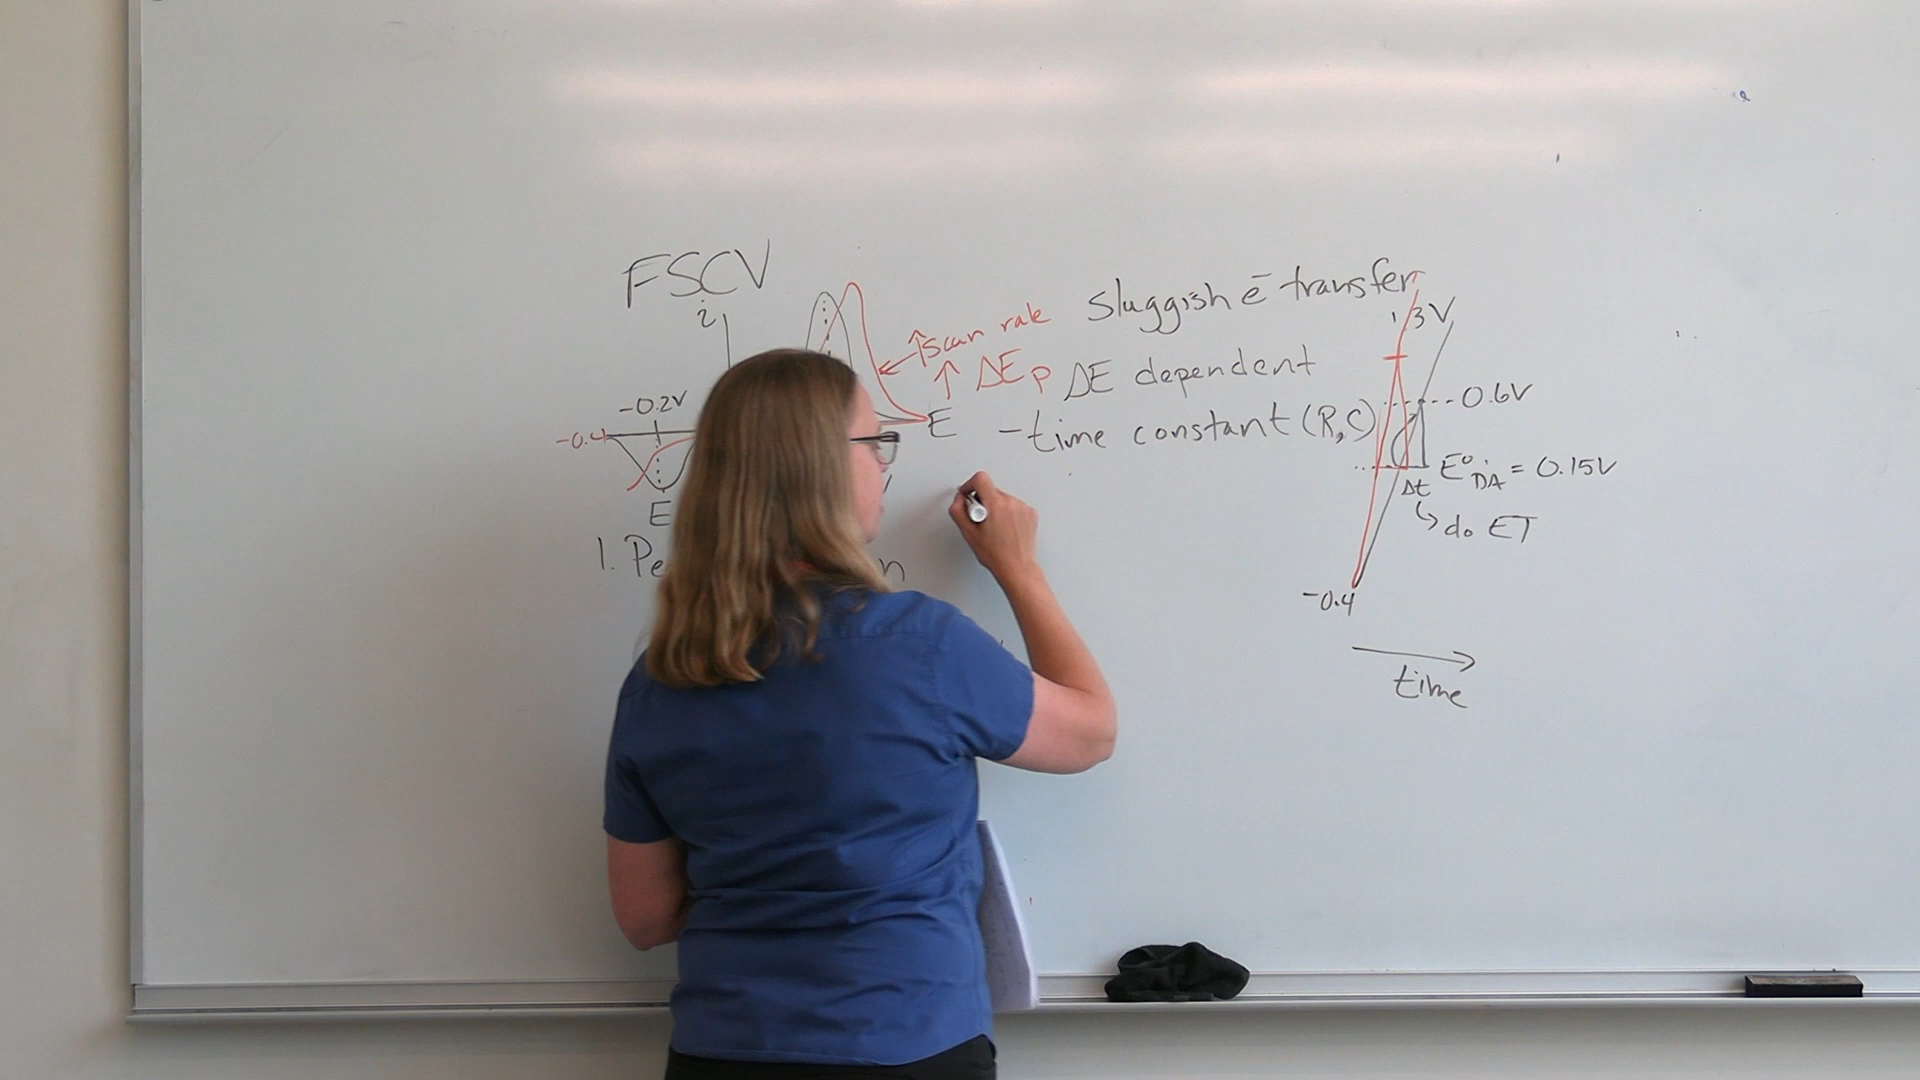 FSCV
i
↑ scan rate
↑ ΔEp
-0.2V
-0.4
E
E
1. Pe
n
Sluggish e⁻ transfer
ΔE dependent
- time constant (R,C)
1.3V
0.6V
E°' DA = 0.15V
Δt
↳ do ET
-0.4
time